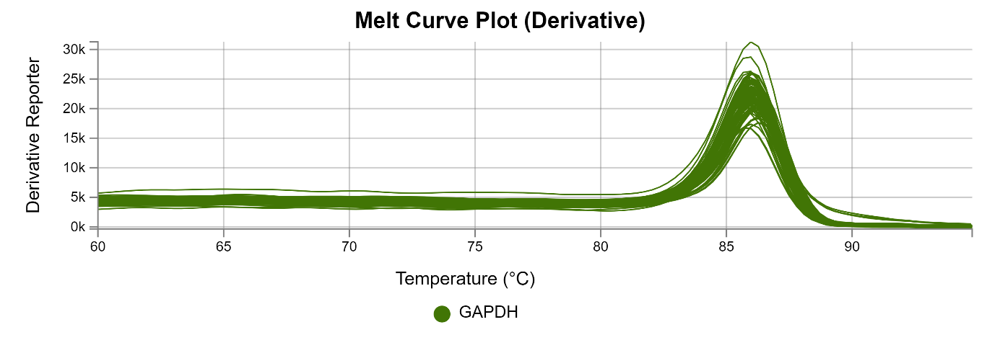 Melt Curve Plot (Derivative)
Derivative Reporter
30k
25k
20k
15k
10k
5k
0k
60 65 70 75 80 85 90
Temperature (°C)
GAPDH